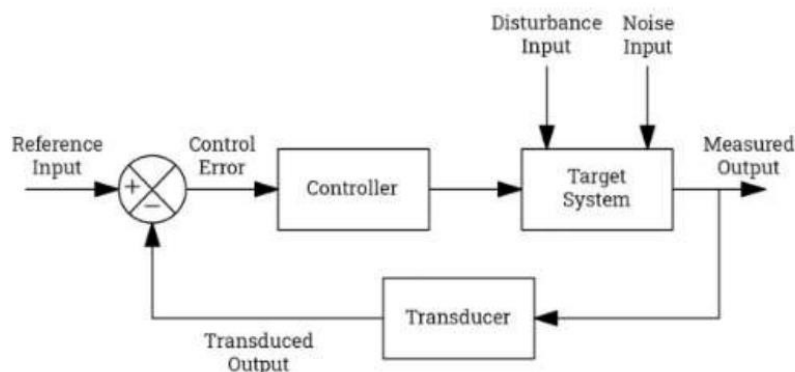 Disturbance
Input
Noise
Input
Reference
Input
+
−
Control
Error
Controller
Target
System
Measured
Output
Transducer
Transduced
Output